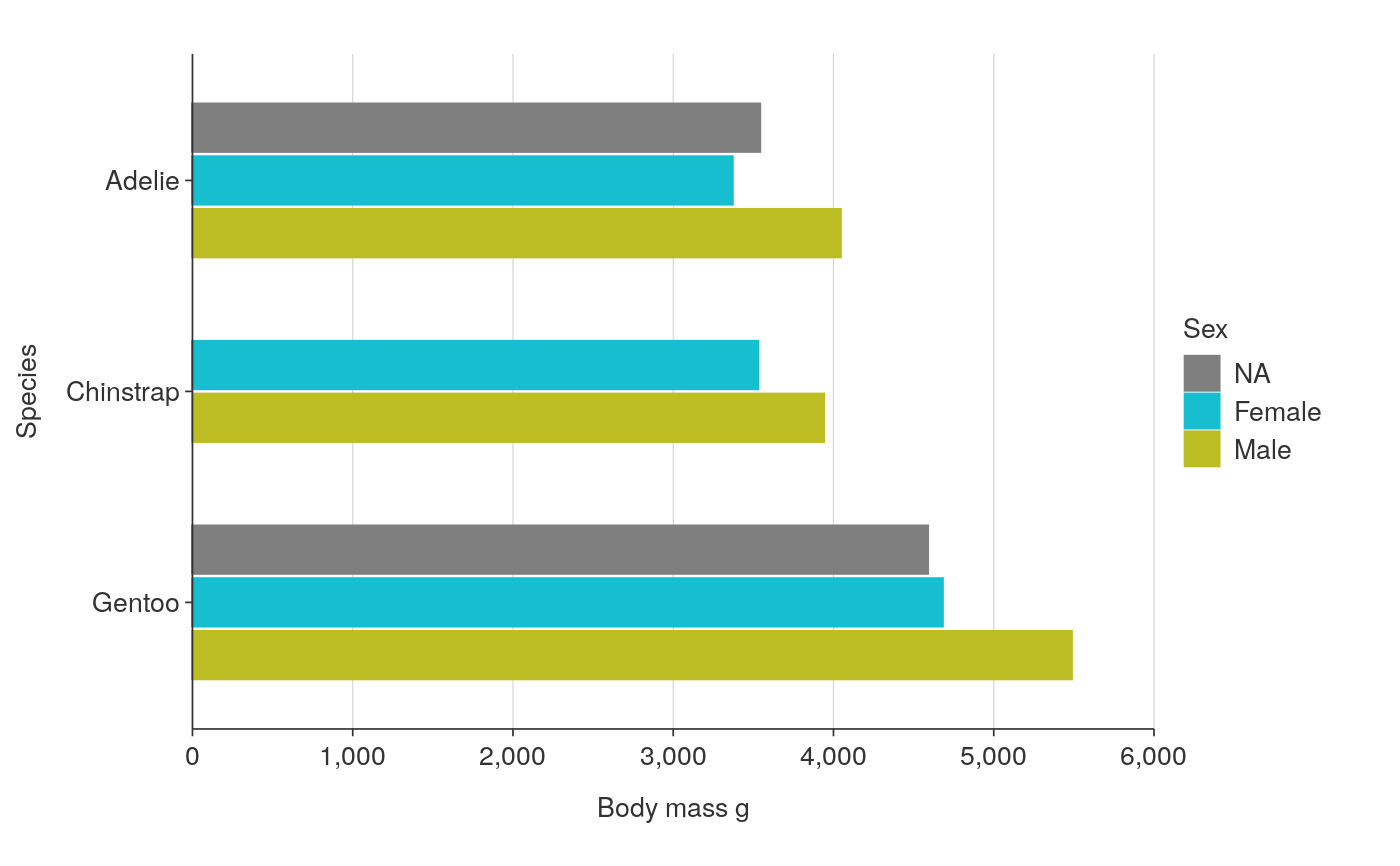 Species
Adelie
Chinstrap
Gentoo
0 1,000 2,000 3,000 4,000 5,000 6,000
Body mass g
Sex
NA
Female
Male